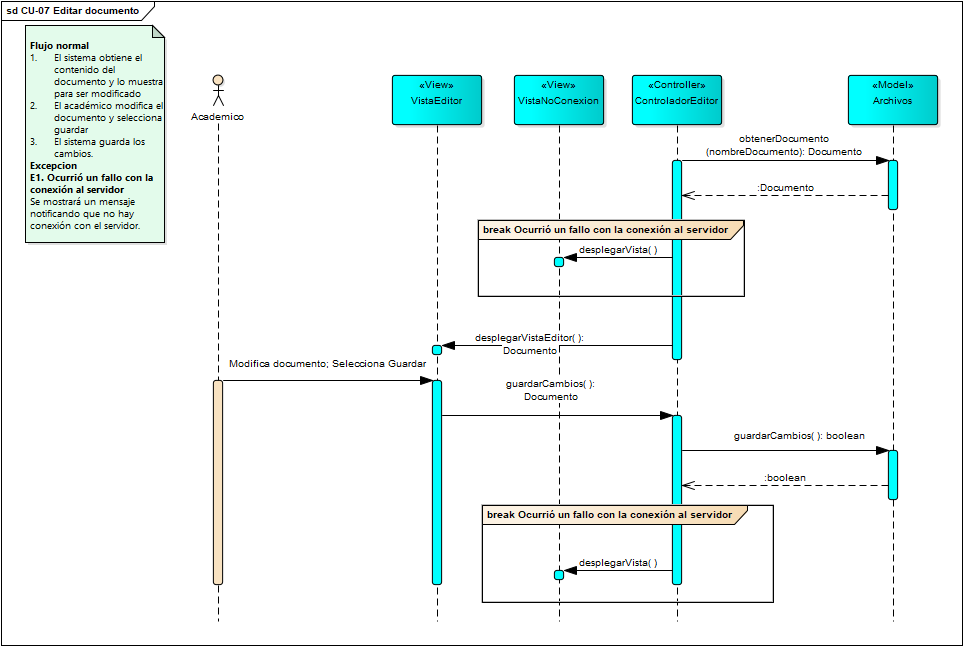 sd CU-07 Editar documento
Flujo normal
1. El sistema obtiene el
contenido del
documento y lo muestra
para ser modificado
2. El académico modifica el
documento y selecciona
guardar
3. El sistema guarda los
cambios.
Excepcion
E1. Ocurrió un fallo con la
conexión al servidor
Se mostrará un mensaje
notificando que no hay
conexión con el servidor.
Academico
«View»
VistaEditor
«View»
VistaNoConexion
«Controller»
ControladorEditor
«Model»
Archivos
obtenerDocumento
(nombreDocumento): Documento
:Documento
break Ocurrió un fallo con la conexión al servidor
desplegarVista( )
desplegarVistaEditor( ):
Documento
Modifica documento; Selecciona Guardar
guardarCambios( ):
Documento
guardarCambios( ): boolean
:boolean
break Ocurrió un fallo con la conexión al servidor
desplegarVista( )